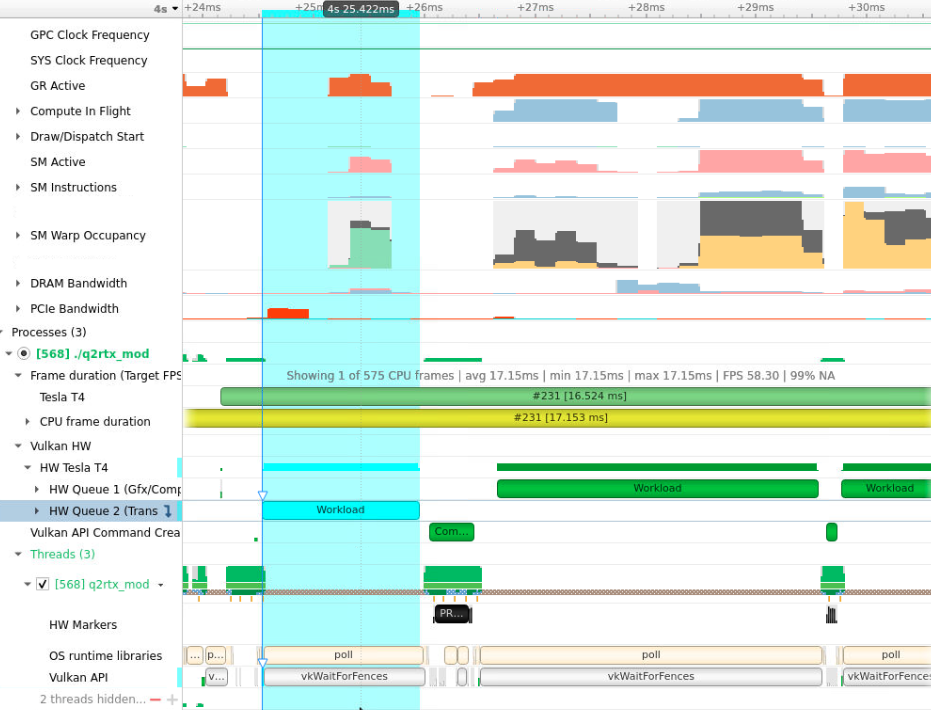 4s +24ms +25m 4s 25.422ms +26ms +27ms +28ms +29ms +30ms
GPC Clock Frequency
SYS Clock Frequency
GR Active
Compute In Flight
Draw/Dispatch Start
SM Active
SM Instructions
SM Warp Occupancy
DRAM Bandwidth
PCIe Bandwidth
Processes (3)
[568] ./q2rtx_mod
Frame duration (Target FPS Showing 1 of 575 CPU frames | avg 17.15ms | min 17.15ms | max 17.15ms | FPS 58.30 | 99% NA
Tesla T4 #231 [16.524 ms]
CPU frame duration #231 [17.153 ms]
Vulkan HW
HW Tesla T4
HW Queue 1 (Gfx/Comp Workload Workload
HW Queue 2 (Trans Workload
Vulkan API Command Crea Com...
Threads (3)
[568] q2rtx_mod
HW Markers PR...
OS runtime libraries ... p... poll poll poll
Vulkan API v... vkWaitForFences vkWaitForFences vkWaitForFences
2 threads hidden... − +